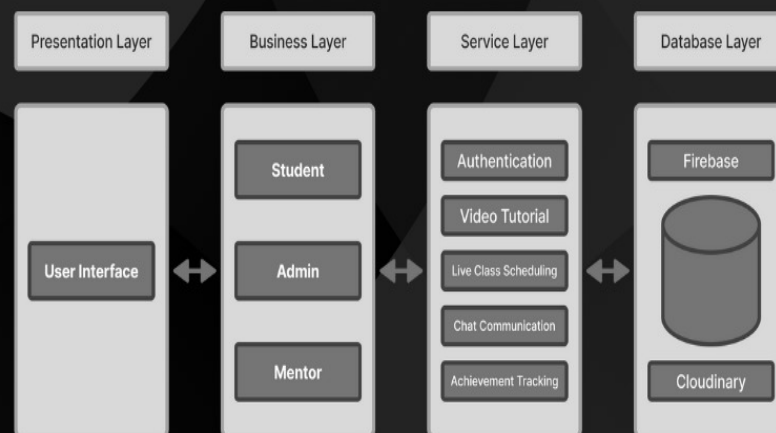 Presentation Layer
Business Layer
Service Layer
Database Layer
User Interface
Student
Admin
Mentor
Authentication
Video Tutorial
Live Class Scheduling
Chat Communication
Achievement Tracking
Firebase
Cloudinary